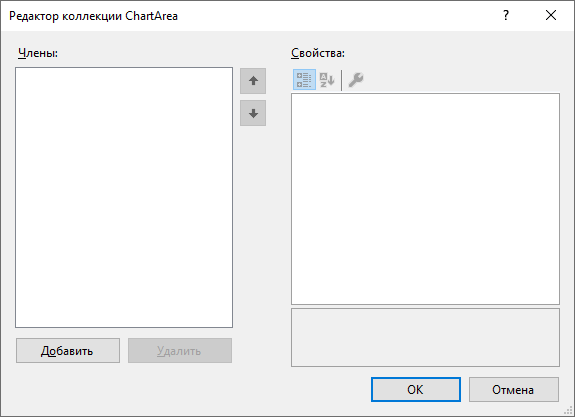 Редактор коллекции ChartArea
?
Члены:
Свойства:
Добавить
Удалить
OK
Отмена